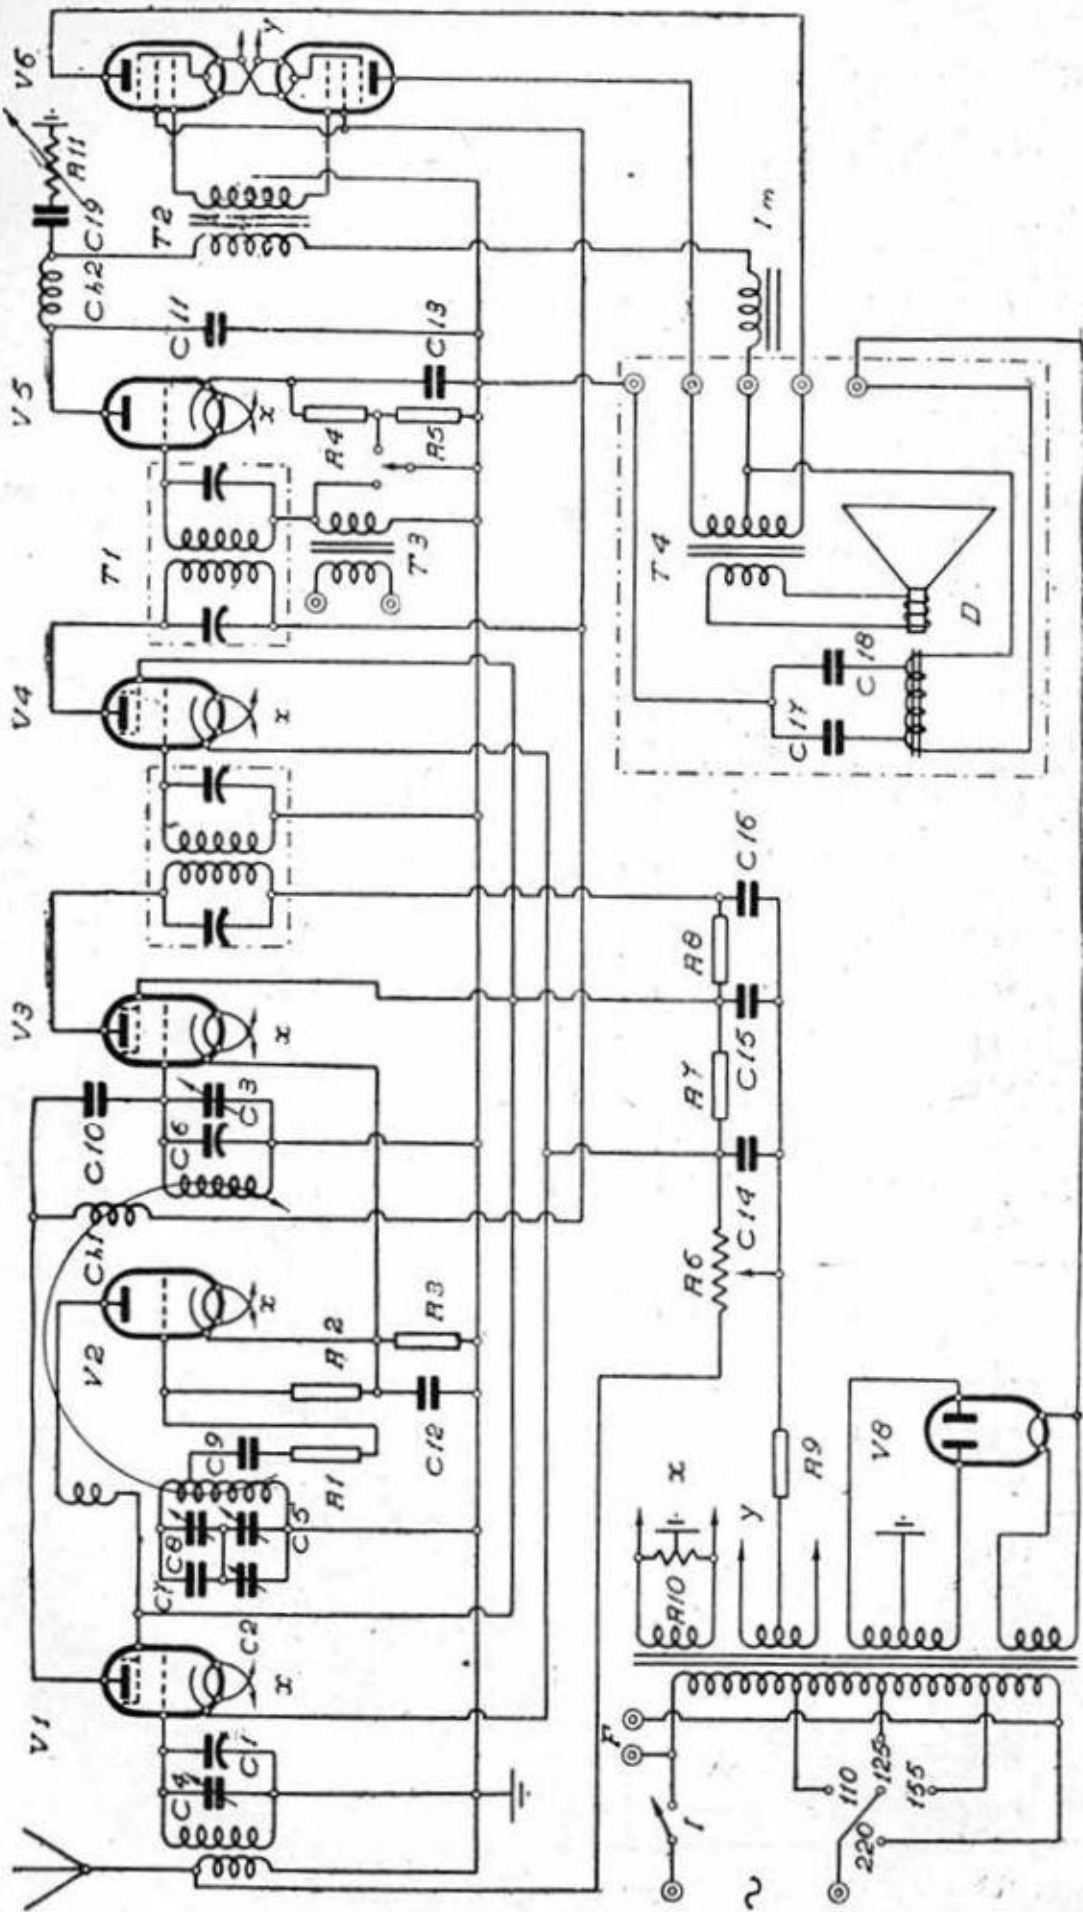 V1
V2
V3
V4
V5
V6
Ch1
C10
Ch2
C19
R11
T2
C11
C13
T1
x
C4
C1
C2
x
C7
C8
C5
C9
R1
R2
x
R3
C12
C6
C3
x
x
T3
R4
R5
x
y
R6
C14
R7
C15
R8
C16
T4
C17
C18
D
Im
F
I
~
110
125
155
220
R10
x
y
R9
V8